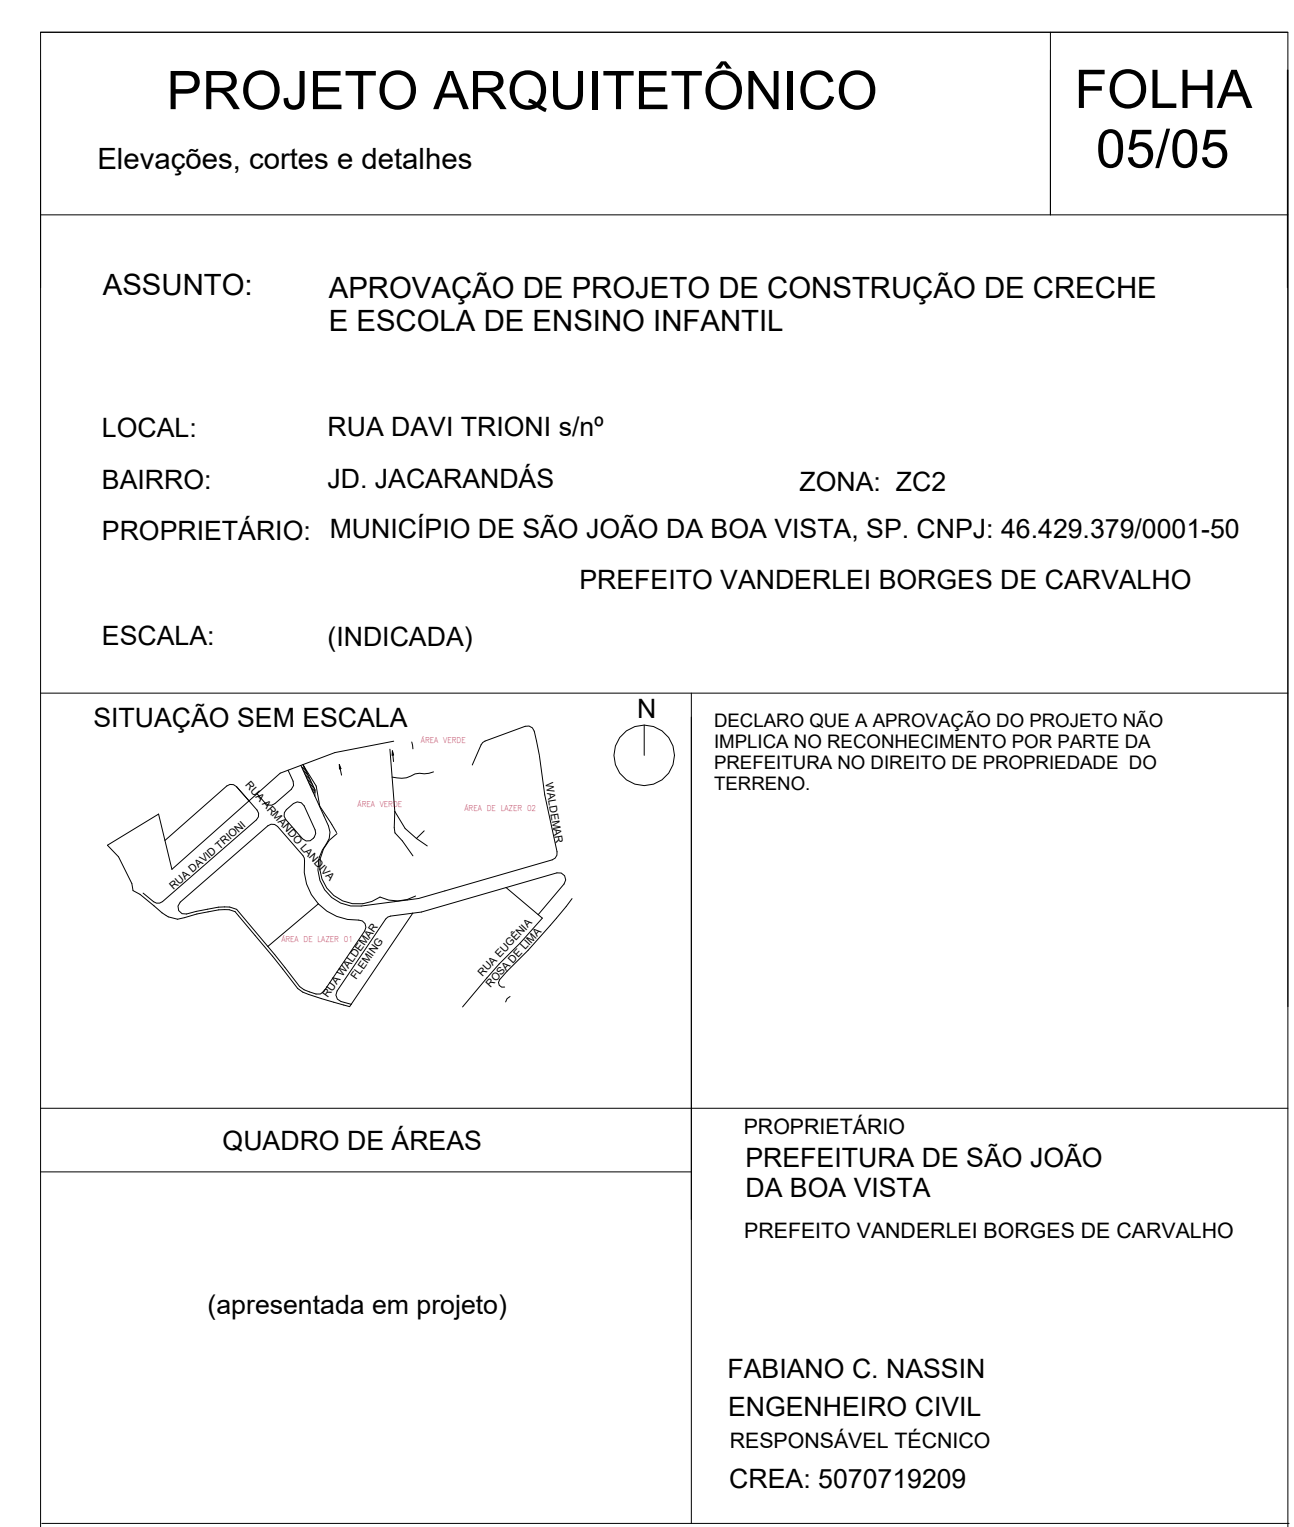 PROJETO ARQUITETÔNICO
Elevações, cortes e detalhes
FOLHA
05/05
ASSUNTO: APROVAÇÃO DE PROJETO DE CONSTRUÇÃO DE CRECHE
E ESCOLA DE ENSINO INFANTIL
LOCAL: RUA DAVI TRIONI s/nº
BAIRRO: JD. JACARANDÁS ZONA: ZC2
PROPRIETÁRIO: MUNICÍPIO DE SÃO JOÃO DA BOA VISTA, SP. CNPJ: 46.429.379/0001-50
PREFEITO VANDERLEI BORGES DE CARVALHO
ESCALA: (INDICADA)
SITUAÇÃO SEM ESCALA
N
ÁREA VERDE
ÁREA VERDE
ÁREA DE LAZER 02
WALDEMAR
RUA ARMANDO LANDIVA
RUA DAVID TRIONI
ÁREA DE LAZER 01
RUA WALDEMAR
FLEMING
RUA EUGÊNIA
ROSA DE LIMA
DECLARO QUE A APROVAÇÃO DO PROJETO NÃO
IMPLICA NO RECONHECIMENTO POR PARTE DA
PREFEITURA NO DIREITO DE PROPRIEDADE DO
TERRENO.
QUADRO DE ÁREAS
(apresentada em projeto)
PROPRIETÁRIO
PREFEITURA DE SÃO JOÃO
DA BOA VISTA
PREFEITO VANDERLEI BORGES DE CARVALHO
FABIANO C. NASSIN
ENGENHEIRO CIVIL
RESPONSÁVEL TÉCNICO
CREA: 5070719209